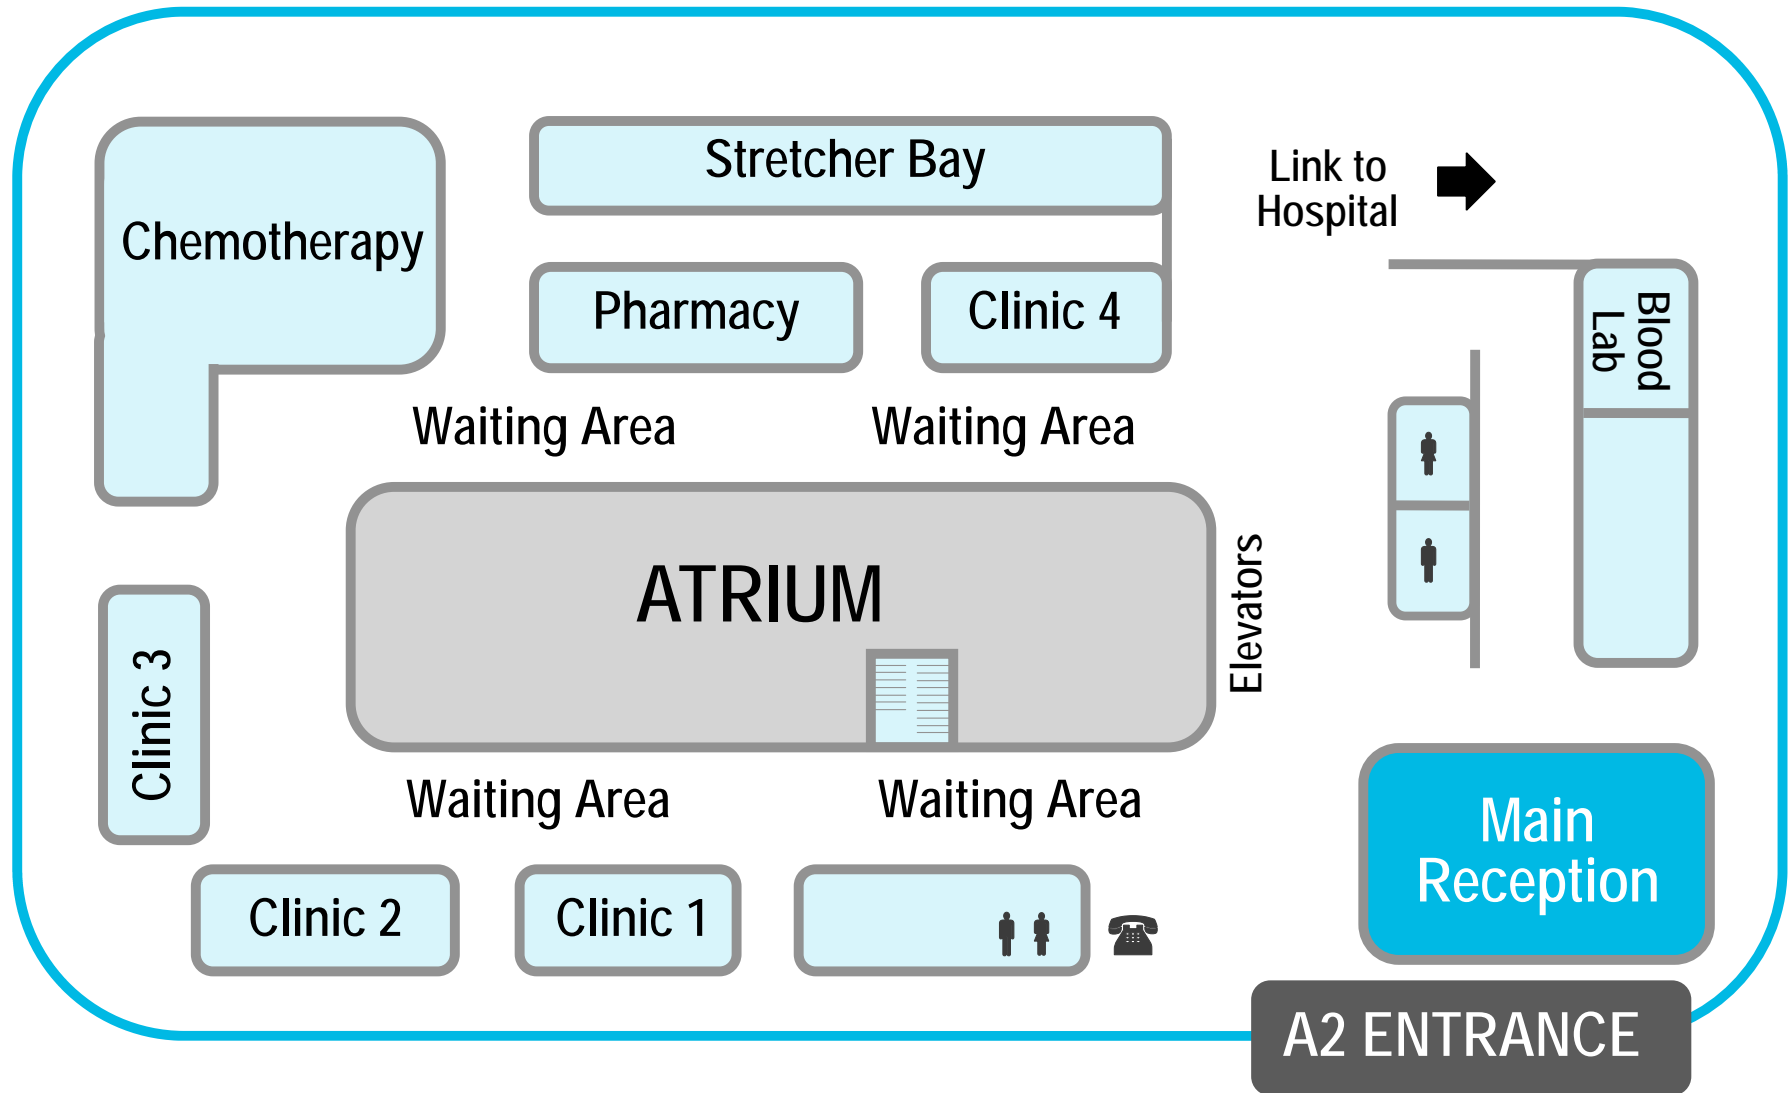 Stretcher Bay
Link to
Hospital
Chemotherapy
Pharmacy
Clinic 4
Blood
Lab
Waiting Area
Waiting Area
ATRIUM
Elevators
Clinic 3
Waiting Area
Waiting Area
Main
Reception
Clinic 2
Clinic 1
A2 ENTRANCE